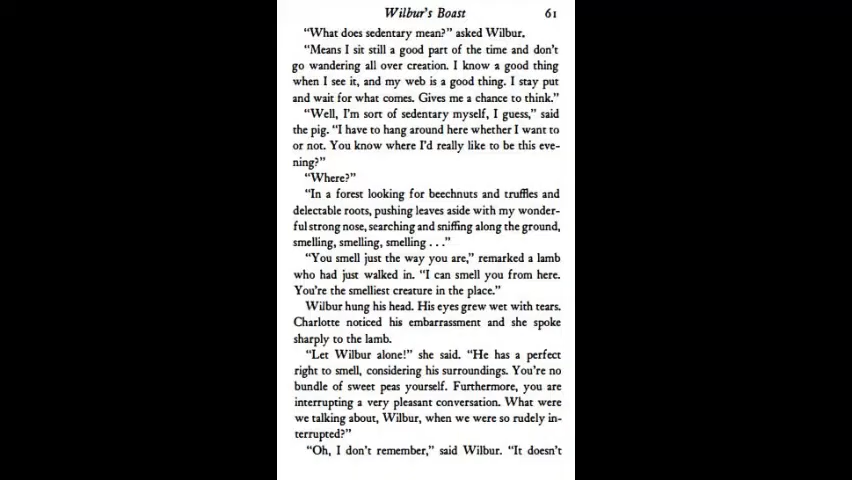 Wilbur's Boast 61
"What does sedentary mean?" asked Wilbur.
"Means I sit still a good part of the time and don't
go wandering all over creation. I know a good thing
when I see it, and my web is a good thing. I stay put
and wait for what comes. Gives me a chance to think."
"Well, I'm sort of sedentary myself, I guess," said
the pig. "I have to hang around here whether I want to
or not. You know where I'd really like to be this eve-
ning?"
"Where?"
"In a forest looking for beechnuts and truffles and
delectable roots, pushing leaves aside with my wonder-
ful strong nose, searching and sniffing along the ground,
smelling, smelling, smelling . . ."
"You smell just the way you are," remarked a lamb
who had just walked in. "I can smell you from here.
You're the smelliest creature in the place."
Wilbur hung his head. His eyes grew wet with tears.
Charlotte noticed his embarrassment and she spoke
sharply to the lamb.
"Let Wilbur alone!" she said. "He has a perfect
right to smell, considering his surroundings. You're no
bundle of sweet peas yourself. Furthermore, you are
interrupting a very pleasant conversation. What were
we talking about, Wilbur, when we were so rudely in-
terrupted?"
"Oh, I don't remember," said Wilbur. "It doesn't